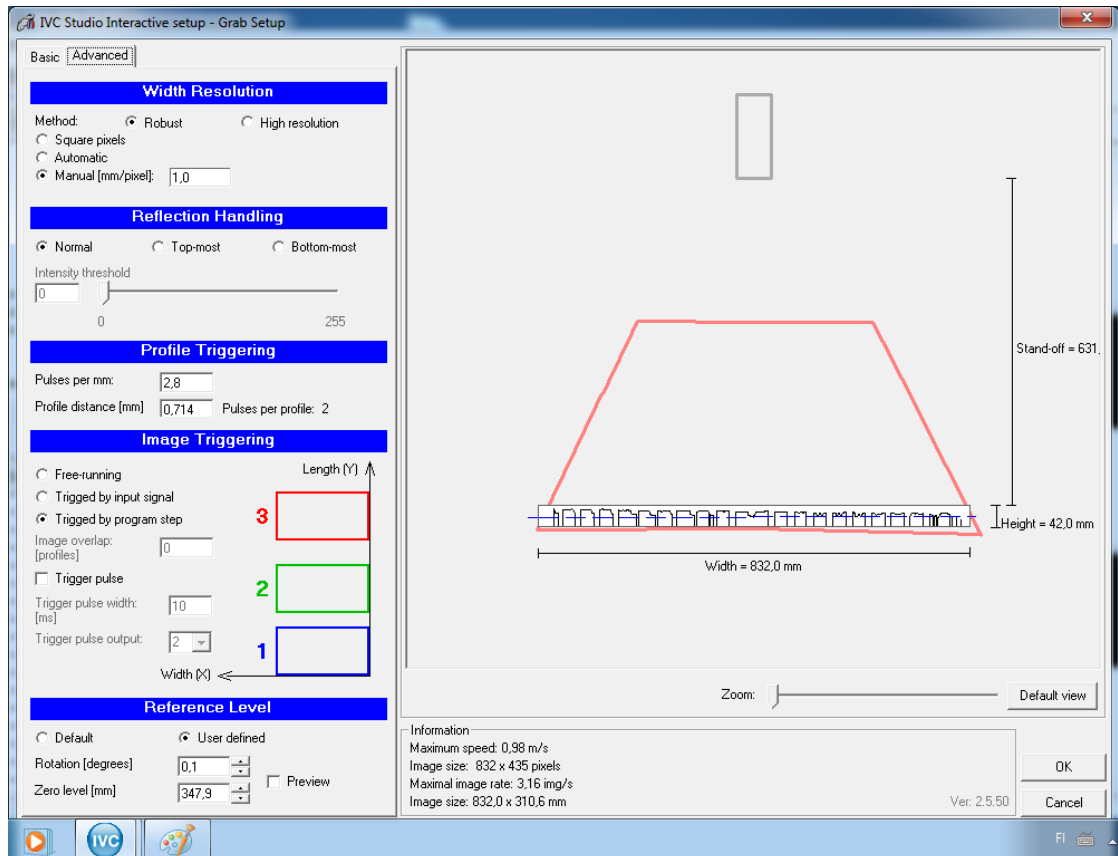 IVC Studio Interactive setup - Grab Setup
Basic Advanced
Width Resolution
Method: Robust High resolution
Square pixels
Automatic
Manual [mm/pixel]: 1,0
Reflection Handling
Normal Top-most Bottom-most
Intensity threshold
0
0 255
Profile Triggering
Pulses per mm: 2,8
Profile distance [mm] 0,714 Pulses per profile: 2
Image Triggering
Free-running
Trigged by input signal
Trigged by program step
Image overlap:
[profiles]
0
Trigger pulse
Trigger pulse width:
[ms]
10
Trigger pulse output: 2
Length (Y)
3
2
1
Width (X)
Reference Level
Default User defined
Rotation [degrees] 0,1
Zero level [mm] 347,9
Preview
Stand-off = 631.
Height = 42,0 mm
Width = 832,0 mm
Zoom: Default view
Information
Maximum speed: 0,98 m/s
Image size: 832 x 435 pixels
Maximal image rate: 3,16 img/s
Image size: 832,0 x 310,6 mm
Ver: 2.5.50
OK
Cancel
IVC
FI